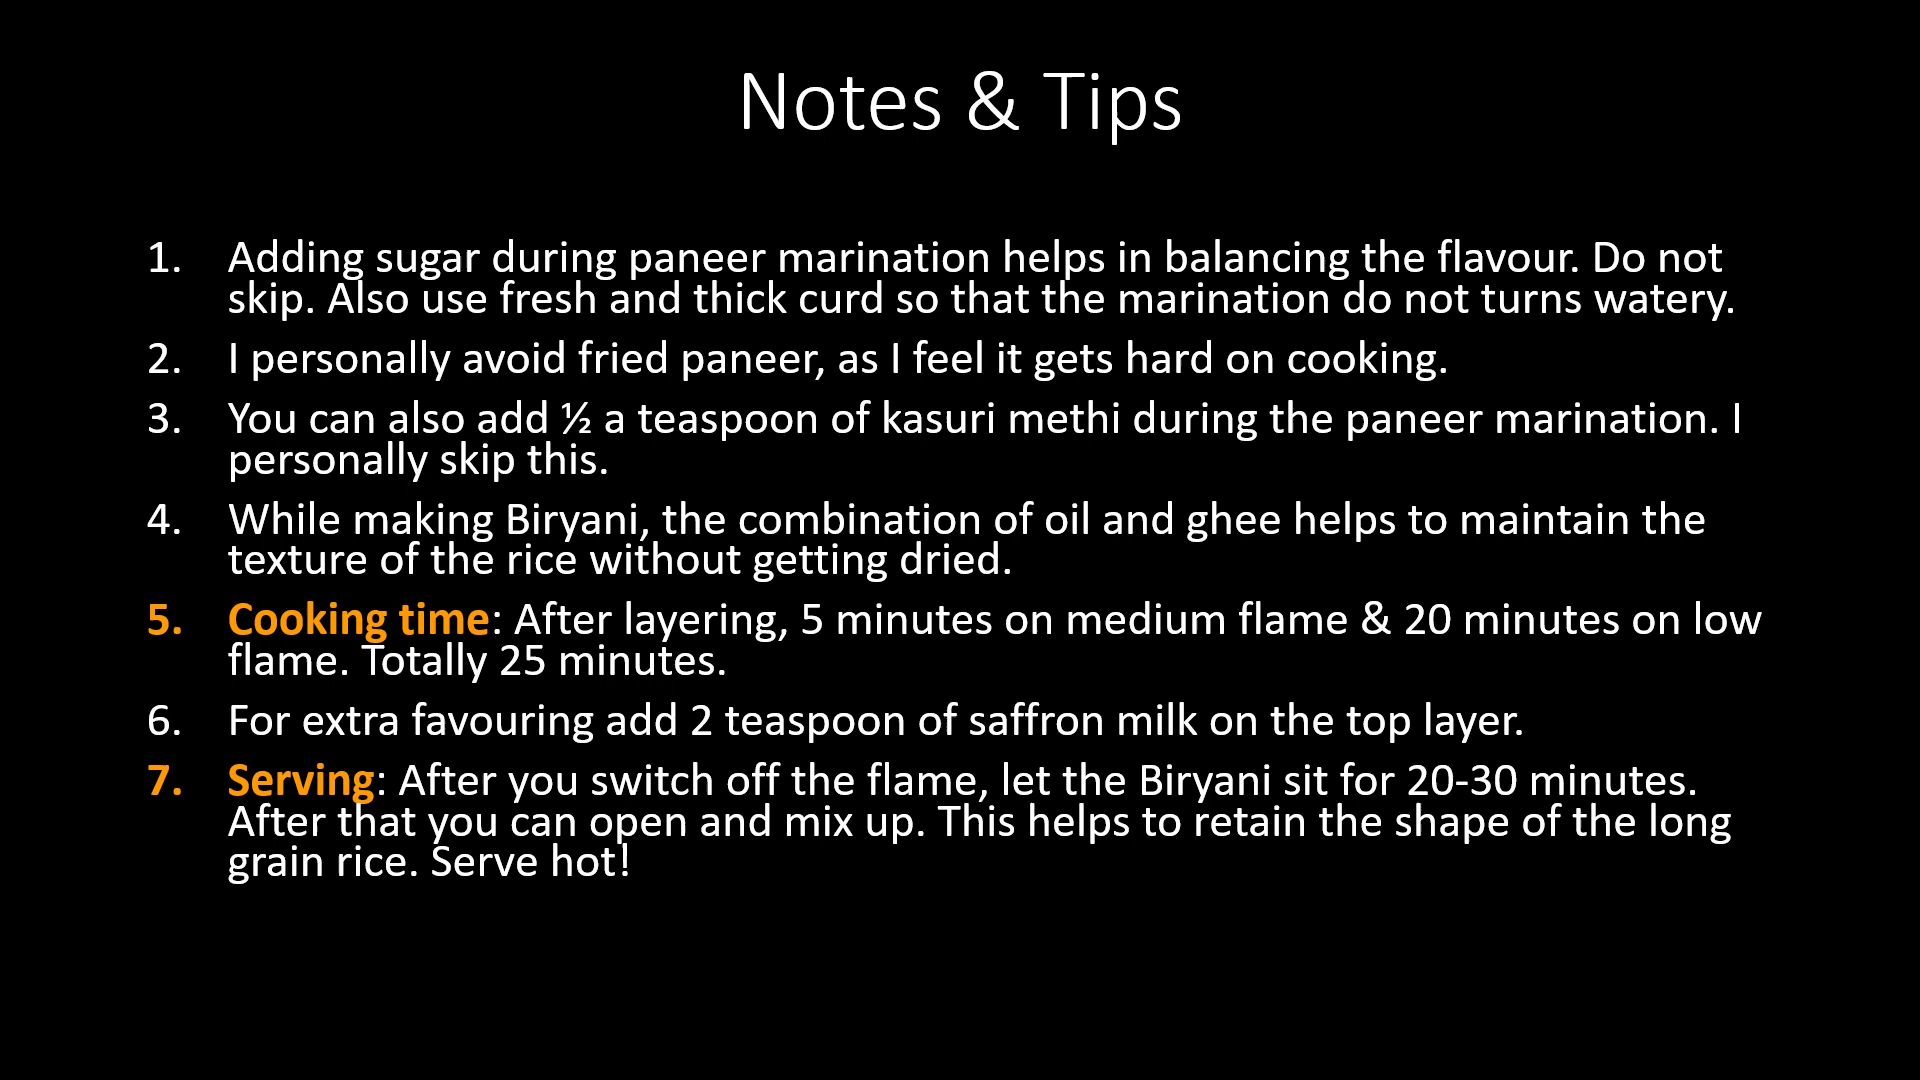 Notes & Tips
1. Adding sugar during paneer marination helps in balancing the flavour. Do not
skip. Also use fresh and thick curd so that the marination do not turns watery.
2. I personally avoid fried paneer, as I feel it gets hard on cooking.
3. You can also add ½ a teaspoon of kasuri methi during the paneer marination. I
personally skip this.
4. While making Biryani, the combination of oil and ghee helps to maintain the
texture of the rice without getting dried.
5. Cooking time: After layering, 5 minutes on medium flame & 20 minutes on low
flame. Totally 25 minutes.
6. For extra favouring add 2 teaspoon of saffron milk on the top layer.
7. Serving: After you switch off the flame, let the Biryani sit for 20-30 minutes.
After that you can open and mix up. This helps to retain the shape of the long
grain rice. Serve hot!